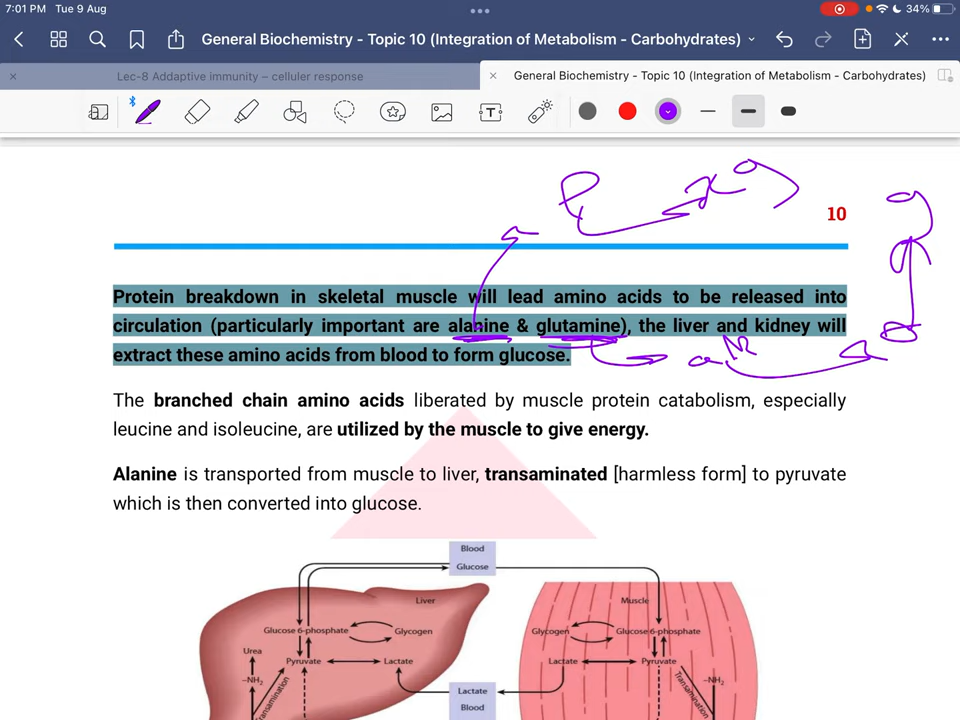 7:01 PM Tue 9 Aug
34%
General Biochemistry - Topic 10 (Integration of Metabolism - Carbohydrates)
Lec-8 Addaptive immunity – celluler response
General Biochemistry - Topic 10 (Integration of Metabolism - Carbohydrates)
10
Protein breakdown in skeletal muscle will lead amino acids to be released into
circulation (particularly important are alanine & glutamine), the liver and kidney will
extract these amino acids from blood to form glucose.
The branched chain amino acids liberated by muscle protein catabolism, especially
leucine and isoleucine, are utilized by the muscle to give energy.
Alanine is transported from muscle to liver, transaminated [harmless form] to pyruvate
which is then converted into glucose.
Blood
Glucose
Liver
Muscle
Glucose 6-phosphate
Glycogen
Glycogen
Glucose 6-phosphate
Urea
Pyruvate
Lactate
Lactate
Pyruvate
–NH2
Transamination
Lactate
Blood
–NH2
Transamination